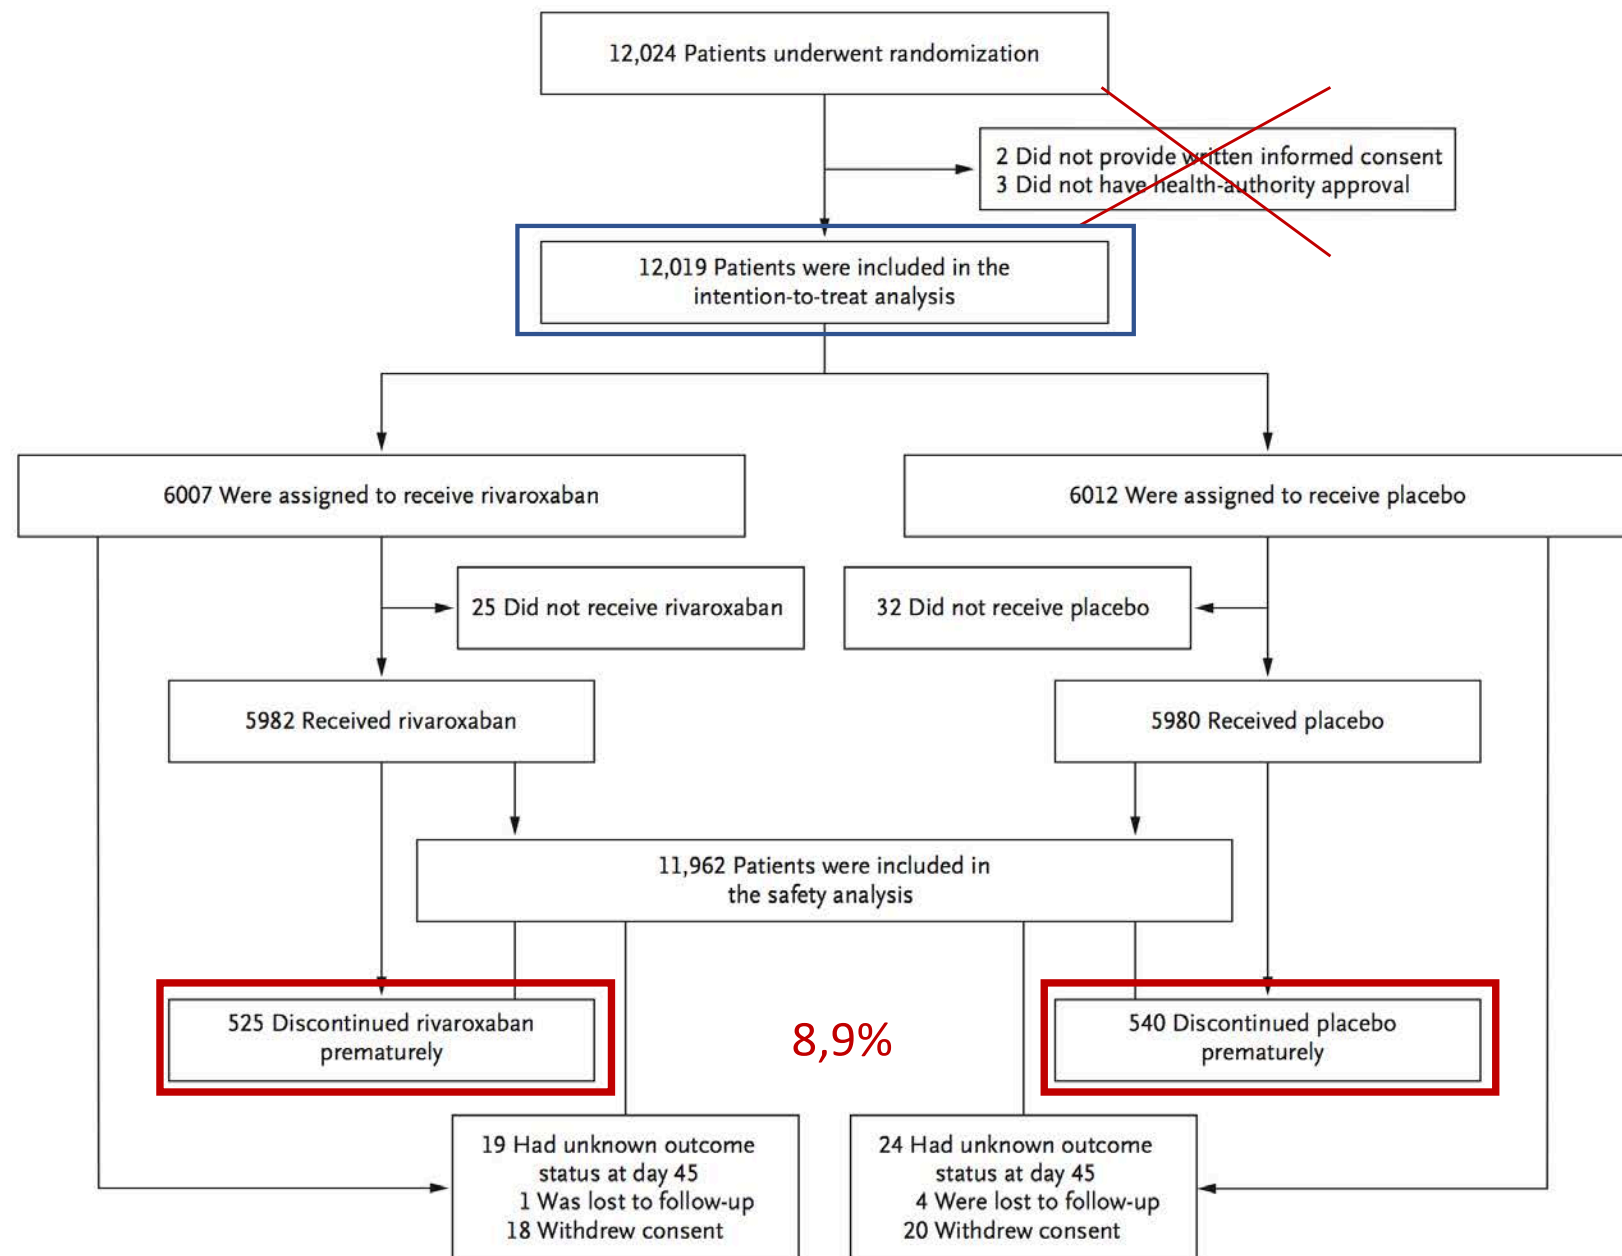 12,024 Patients underwent randomization
2 Did not provide written informed consent
3 Did not have health-authority approval
12,019 Patients were included in the
intention-to-treat analysis
6007 Were assigned to receive rivaroxaban
6012 Were assigned to receive placebo
25 Did not receive rivaroxaban
32 Did not receive placebo
5982 Received rivaroxaban
5980 Received placebo
11,962 Patients were included in
the safety analysis
525 Discontinued rivaroxaban
prematurely
8,9%
540 Discontinued placebo
prematurely
19 Had unknown outcome
status at day 45
1 Was lost to follow-up
18 Withdrew consent
24 Had unknown outcome
status at day 45
4 Were lost to follow-up
20 Withdrew consent